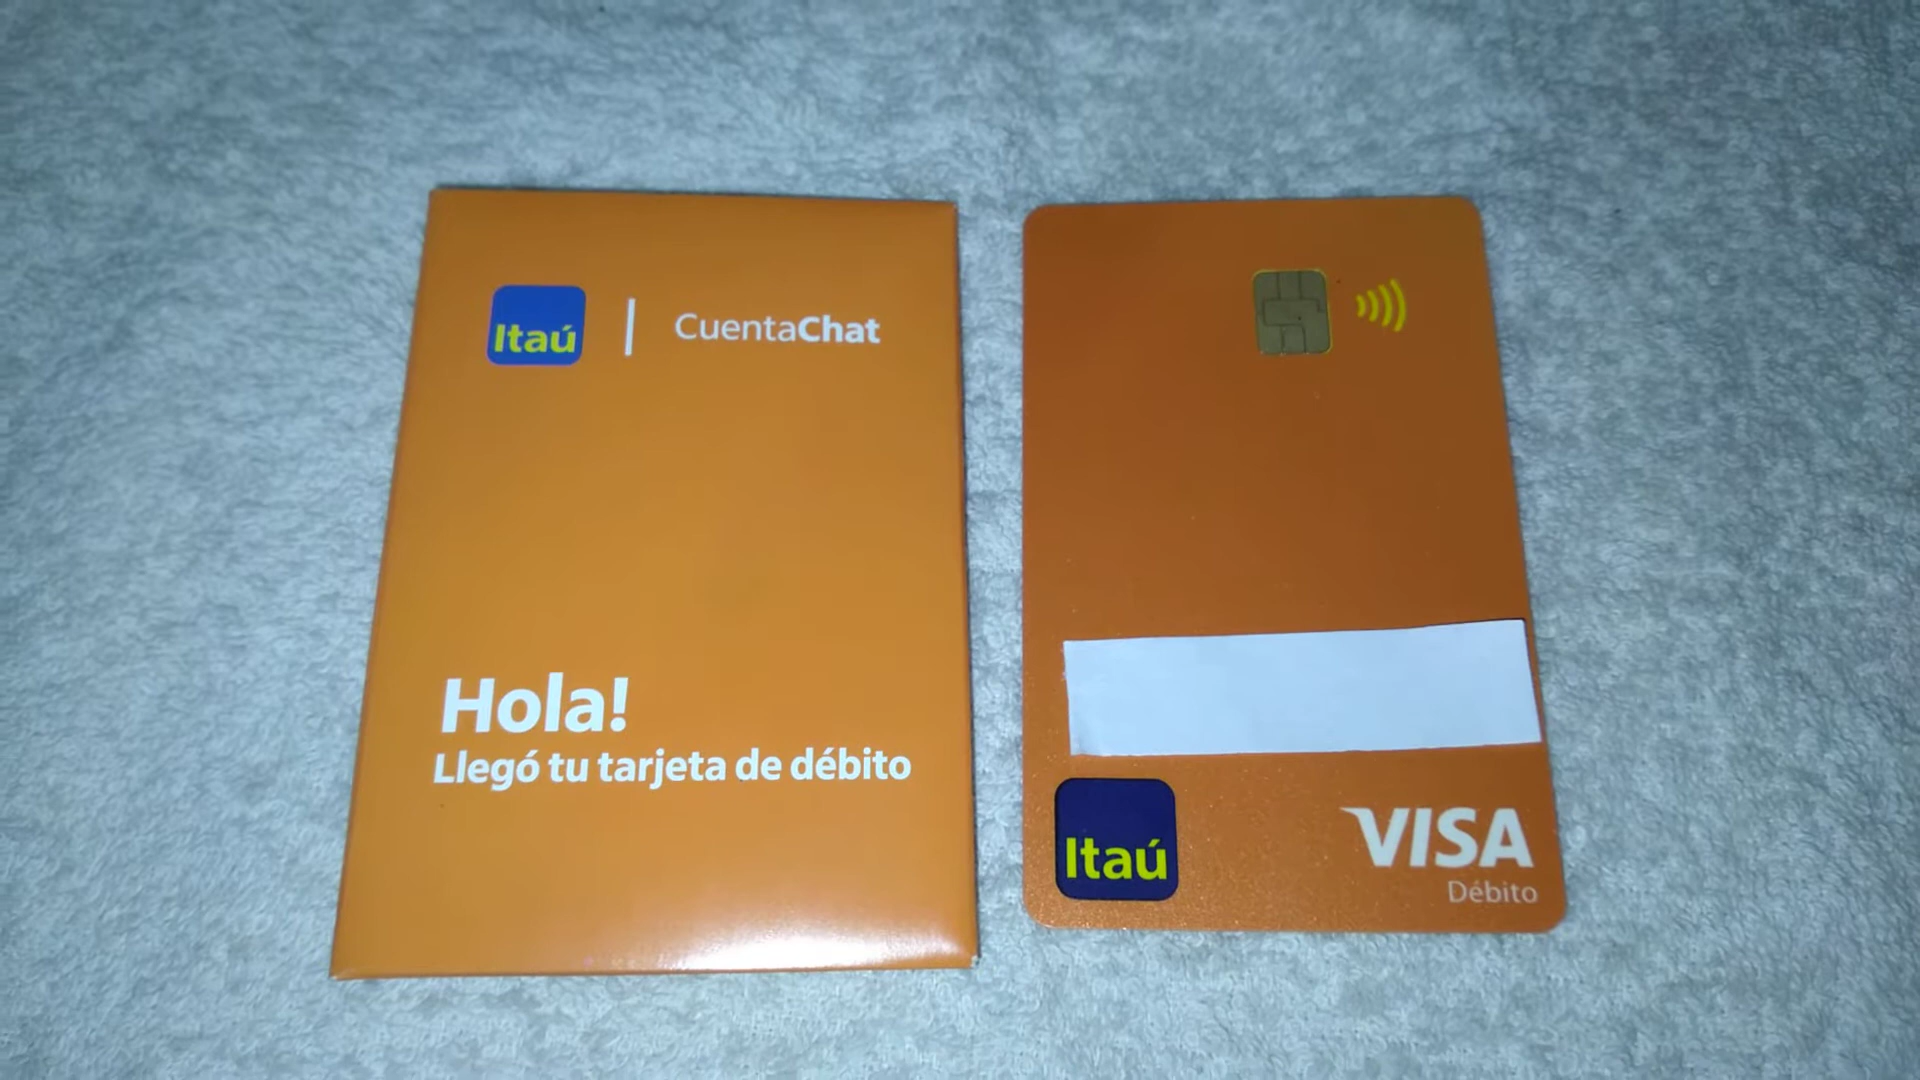 Itaú | CuentaChat
Hola!
Llegó tu tarjeta de débito
Itaú
VISA
Débito